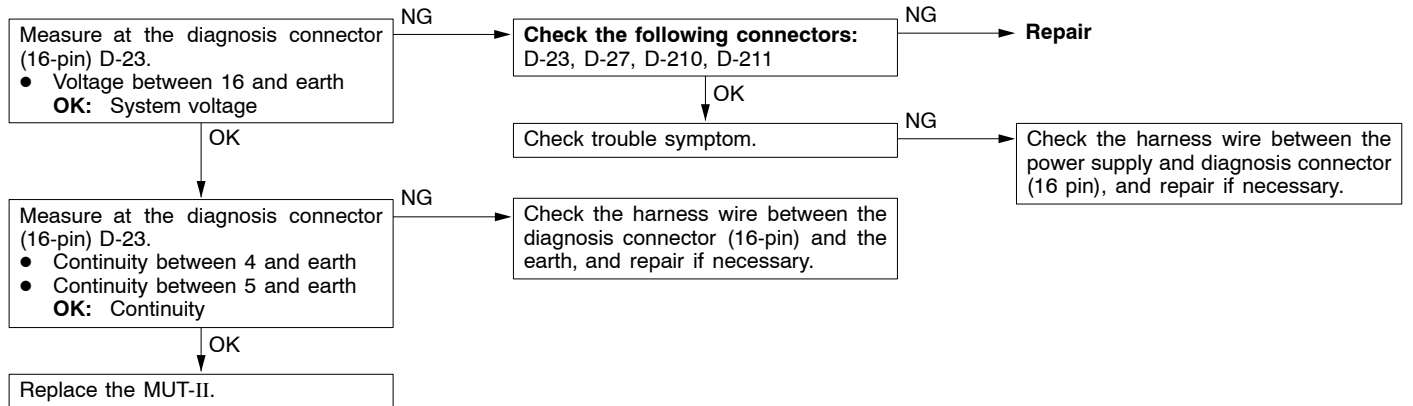 Measure at the diagnosis connector
(16-pin) D-23.
● Voltage between 16 and earth
OK: System voltage
NG
Check the following connectors:
D-23, D-27, D-210, D-211
NG
Repair
OK
Check trouble symptom.
NG
Check the harness wire between the
power supply and diagnosis connector
(16 pin), and repair if necessary.
OK
Measure at the diagnosis connector
(16-pin) D-23.
● Continuity between 4 and earth
● Continuity between 5 and earth
OK: Continuity
NG
Check the harness wire between the
diagnosis connector (16-pin) and the
earth, and repair if necessary.
OK
Replace the MUT-II.